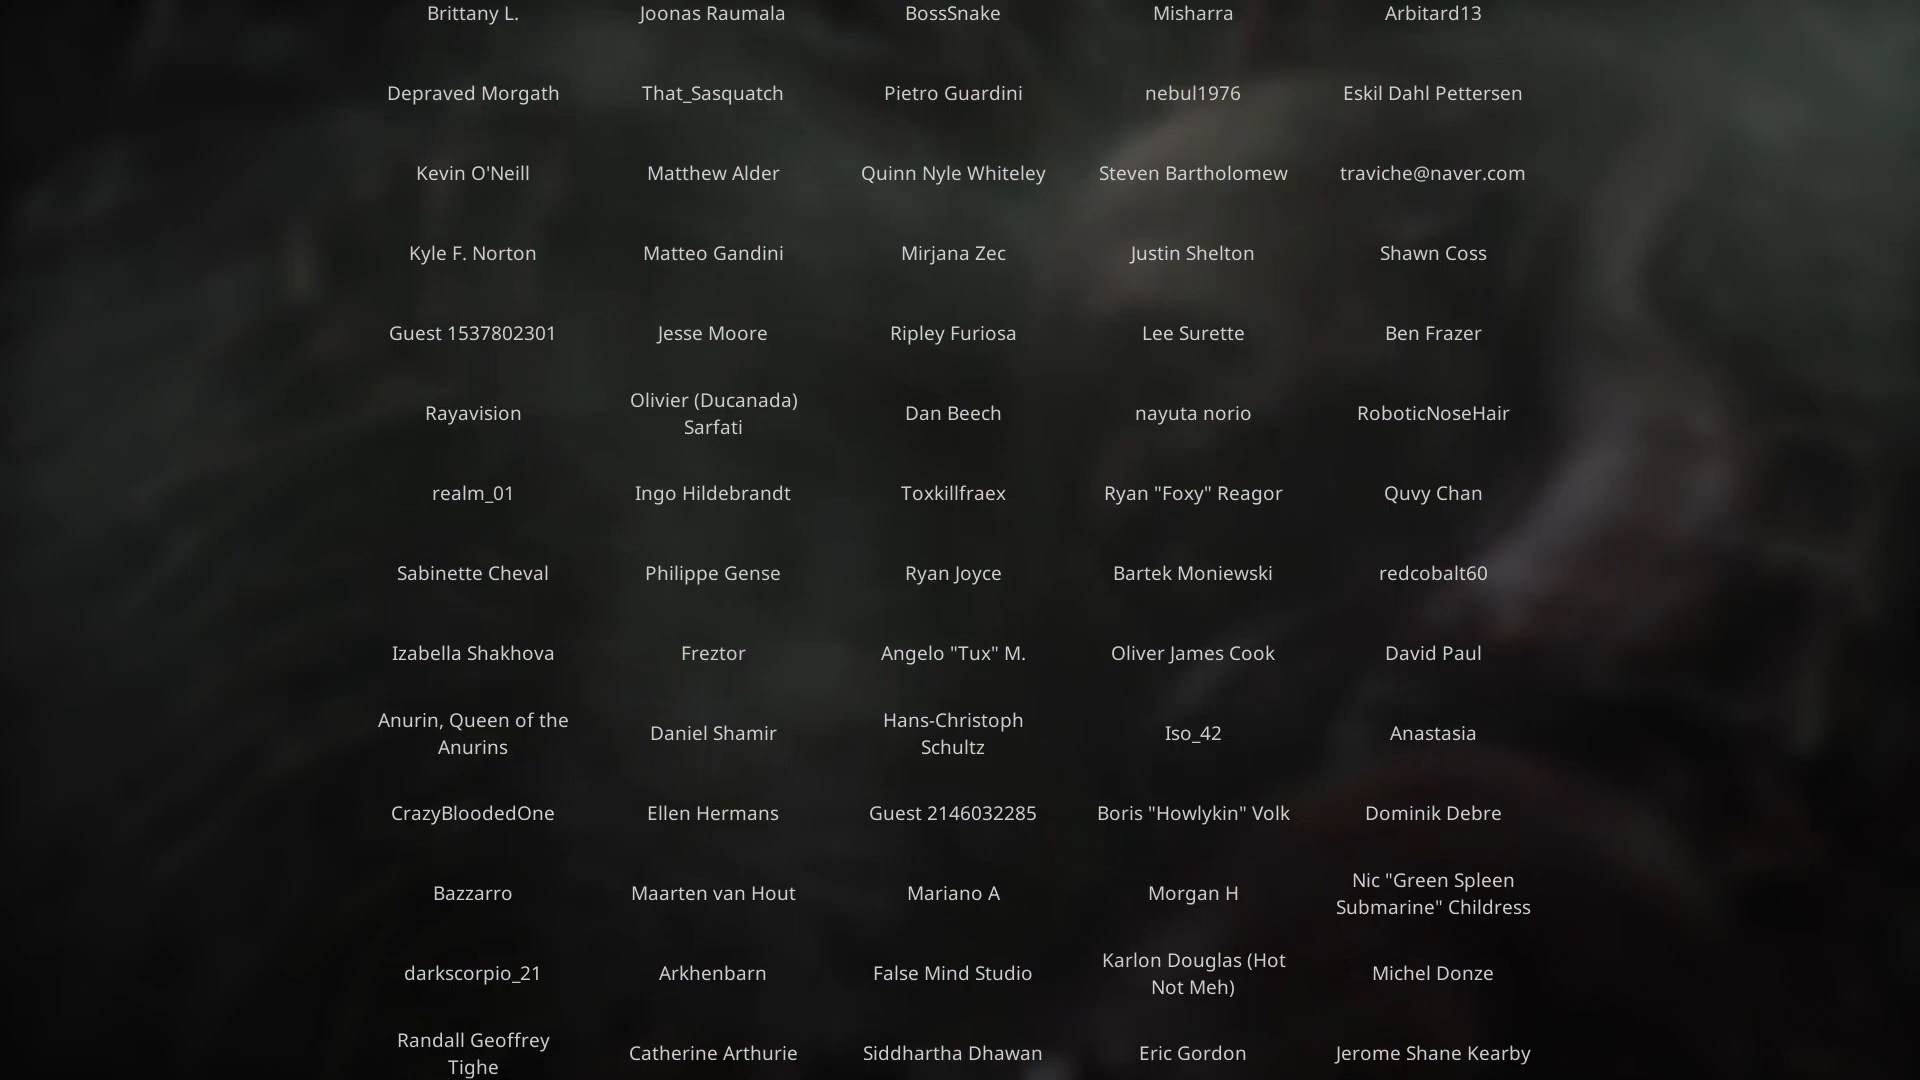 Brittany L. Joonas Raumala BossSnake Misharra Arbitard13
Depraved Morgath That_Sasquatch Pietro Guardini nebul1976 Eskil Dahl Pettersen
Kevin O'Neill Matthew Alder Quinn Nyle Whiteley Steven Bartholomew traviche@naver.com
Kyle F. Norton Matteo Gandini Mirjana Zec Justin Shelton Shawn Coss
Guest 1537802301 Jesse Moore Ripley Furiosa Lee Surette Ben Frazer
Rayavision Olivier (Ducanada) Sarfati Dan Beech nayuta norio RoboticNoseHair
realm_01 Ingo Hildebrandt Toxkillfraex Ryan "Foxy" Reagor Quvy Chan
Sabinette Cheval Philippe Gense Ryan Joyce Bartek Moniewski redcobalt60
Izabella Shakhova Freztor Angelo "Tux" M. Oliver James Cook David Paul
Anurin, Queen of the Anurins Daniel Shamir Hans-Christoph Schultz Iso_42 Anastasia
CrazyBloodedOne Ellen Hermans Guest 2146032285 Boris "Howlykin" Volk Dominik Debre
Bazzarro Maarten van Hout Mariano A Morgan H Nic "Green Spleen Submarine" Childress
darkscorpio_21 Arkhenbarn False Mind Studio Karlon Douglas (Hot Not Meh) Michel Donze
Randall Geoffrey Tighe Catherine Arthurie Siddhartha Dhawan Eric Gordon Jerome Shane Kearby